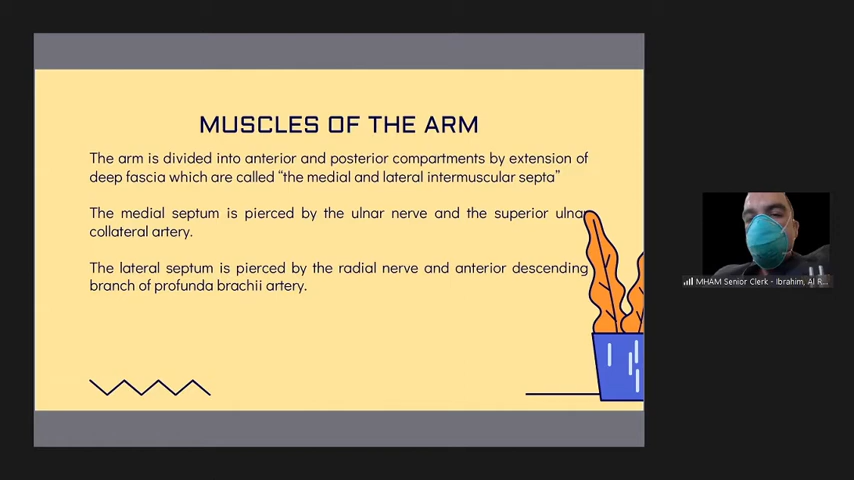 MUSCLES OF THE ARM
The arm is divided into anterior and posterior compartments by extension of
deep fascia which are called “the medial and lateral intermuscular septa”
The medial septum is pierced by the ulnar nerve and the superior ulnar
collateral artery.
The lateral septum is pierced by the radial nerve and anterior descending
branch of profunda brachii artery.
MHAM Senior Clerk - Ibrahim, Al R...